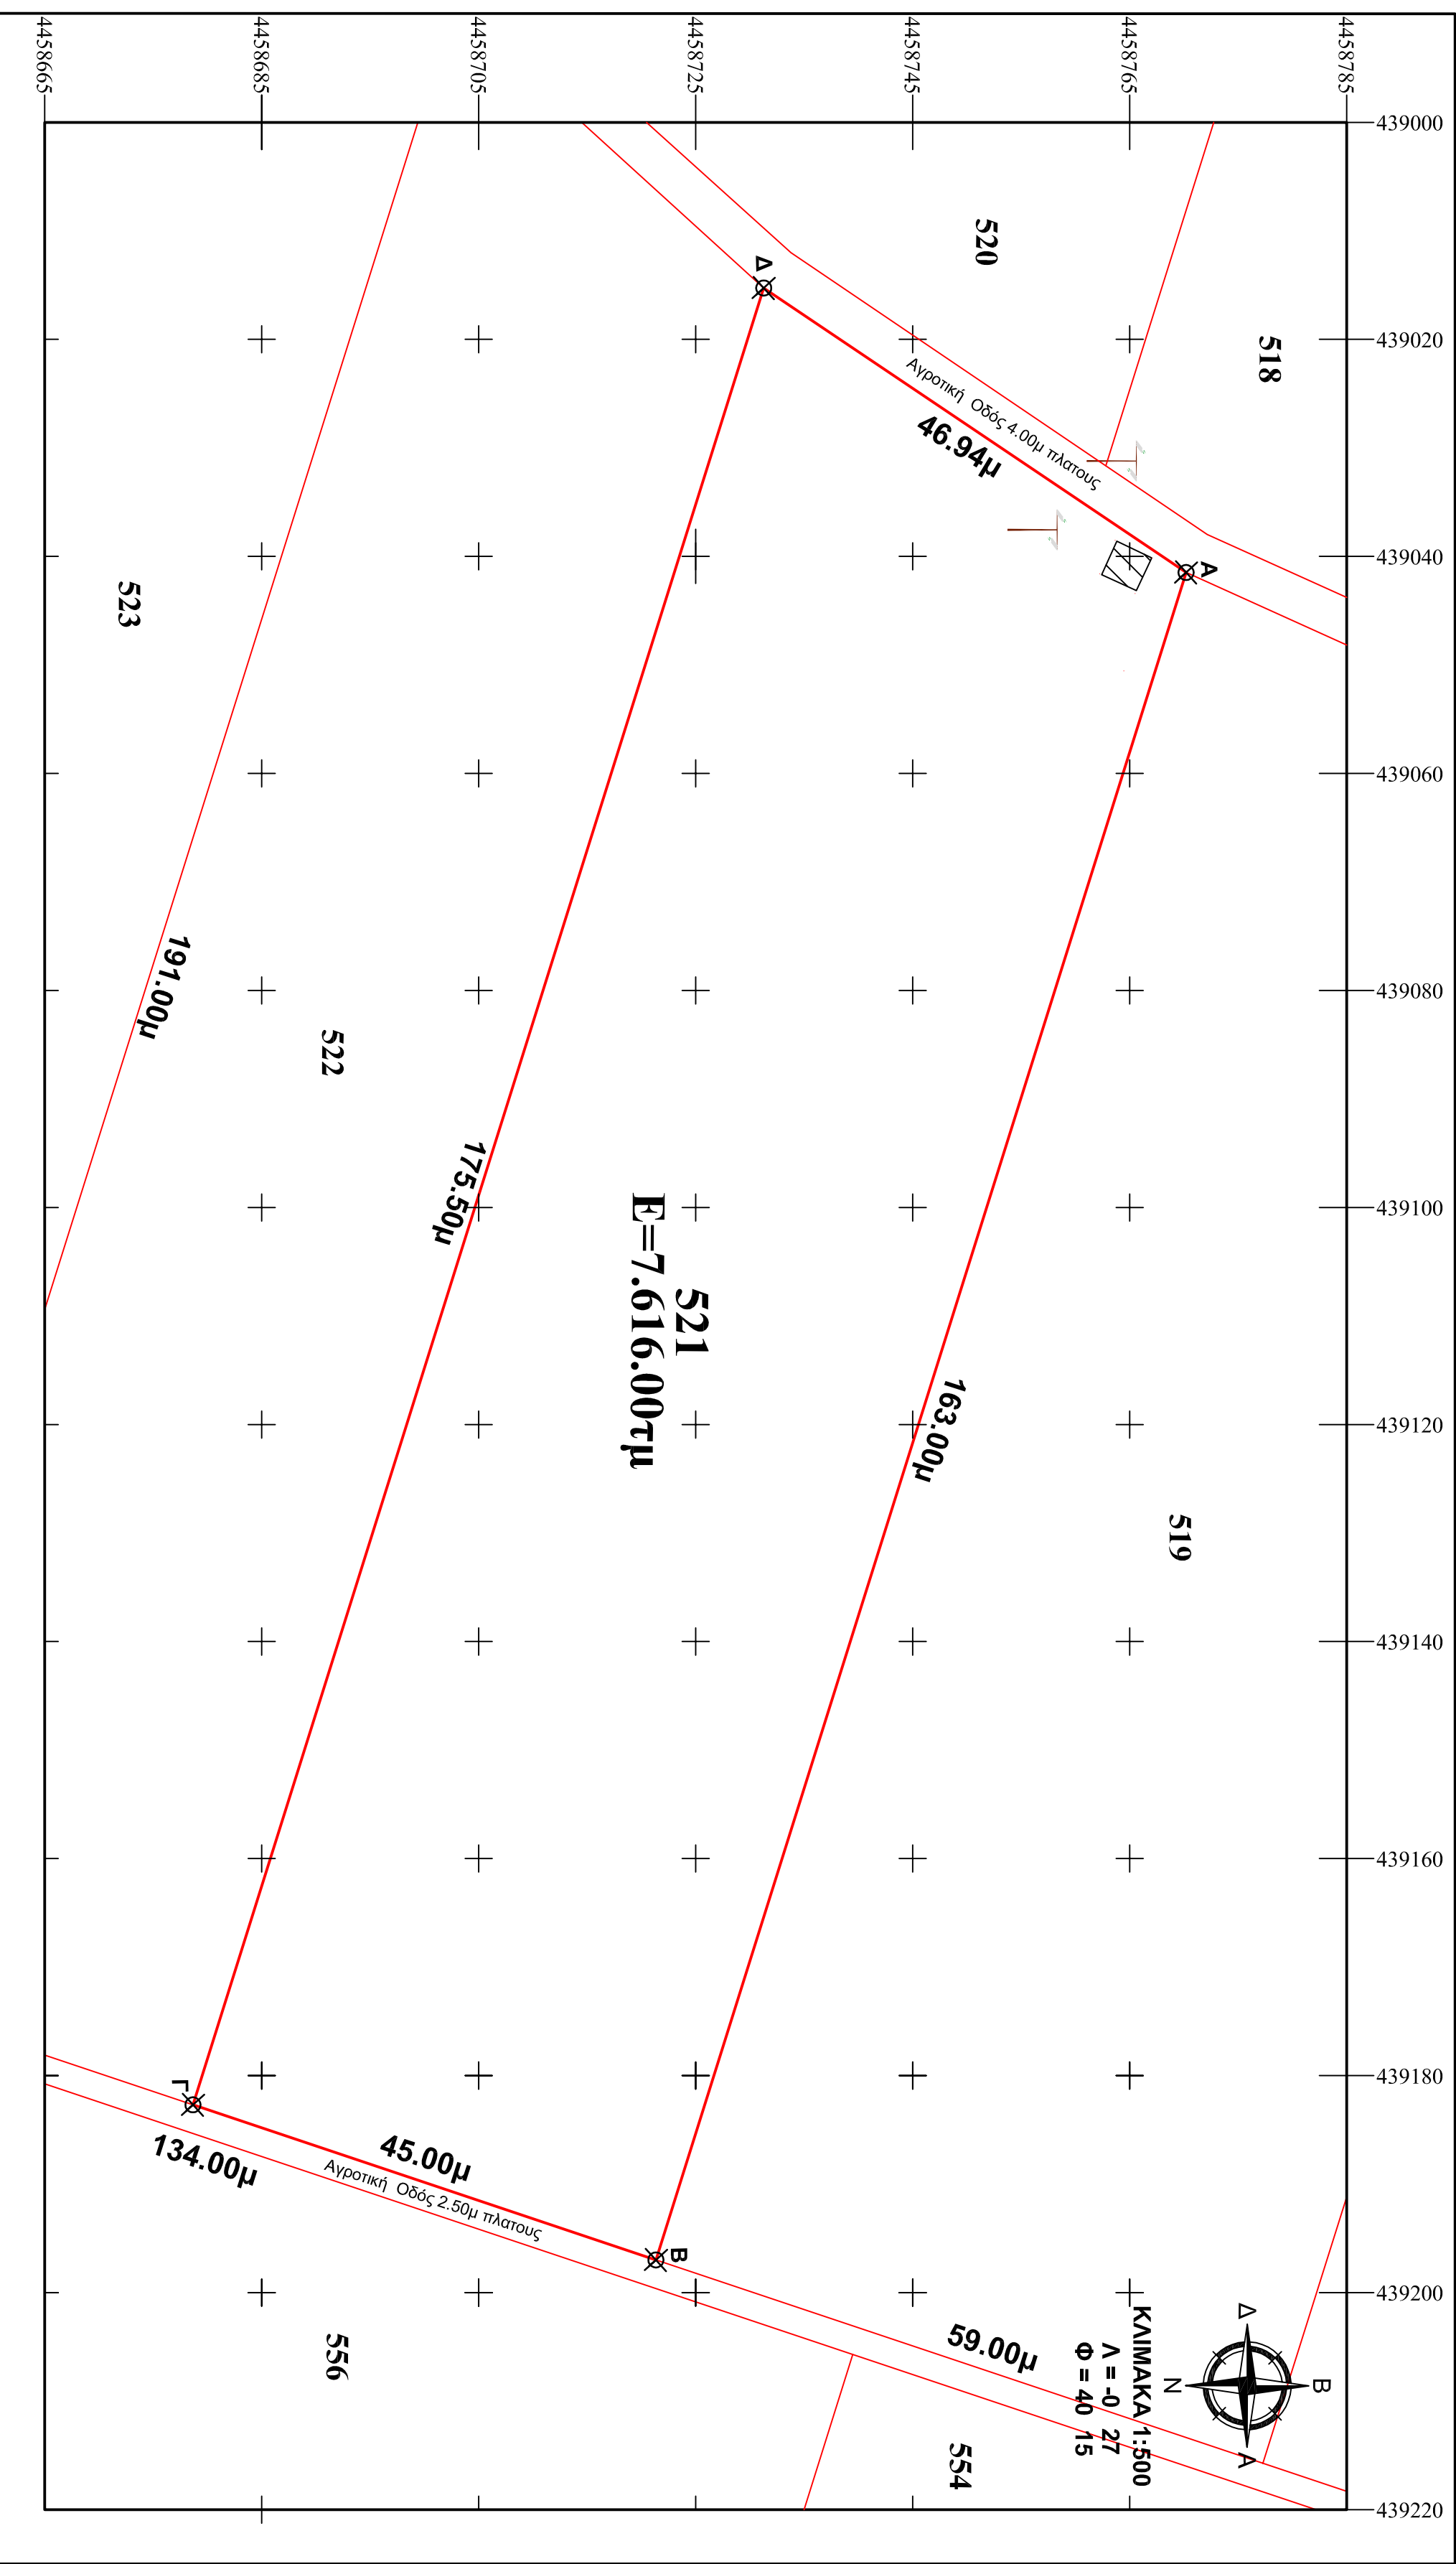 439000
439020
439040
439060
439080
439100
439120
439140
439160
439180
439200
439220
4458785
4458765
4458745
4458725
4458705
4458685
4458665
518
520
519
Α
Δ
Β
Γ
Αγροτική Οδός 4.00μ πλατους
46.94μ
163.00μ
521
Ε=7.616.00τμ
175.50μ
522
191.00μ
523
45.00μ
Αγροτική Οδός 2.50μ πλατους
134.00μ
59.00μ
554
556
Β
Δ
Α
Ν
ΚΛΙΜΑΚΑ 1:500
Λ = -0 27
Φ = 40 15